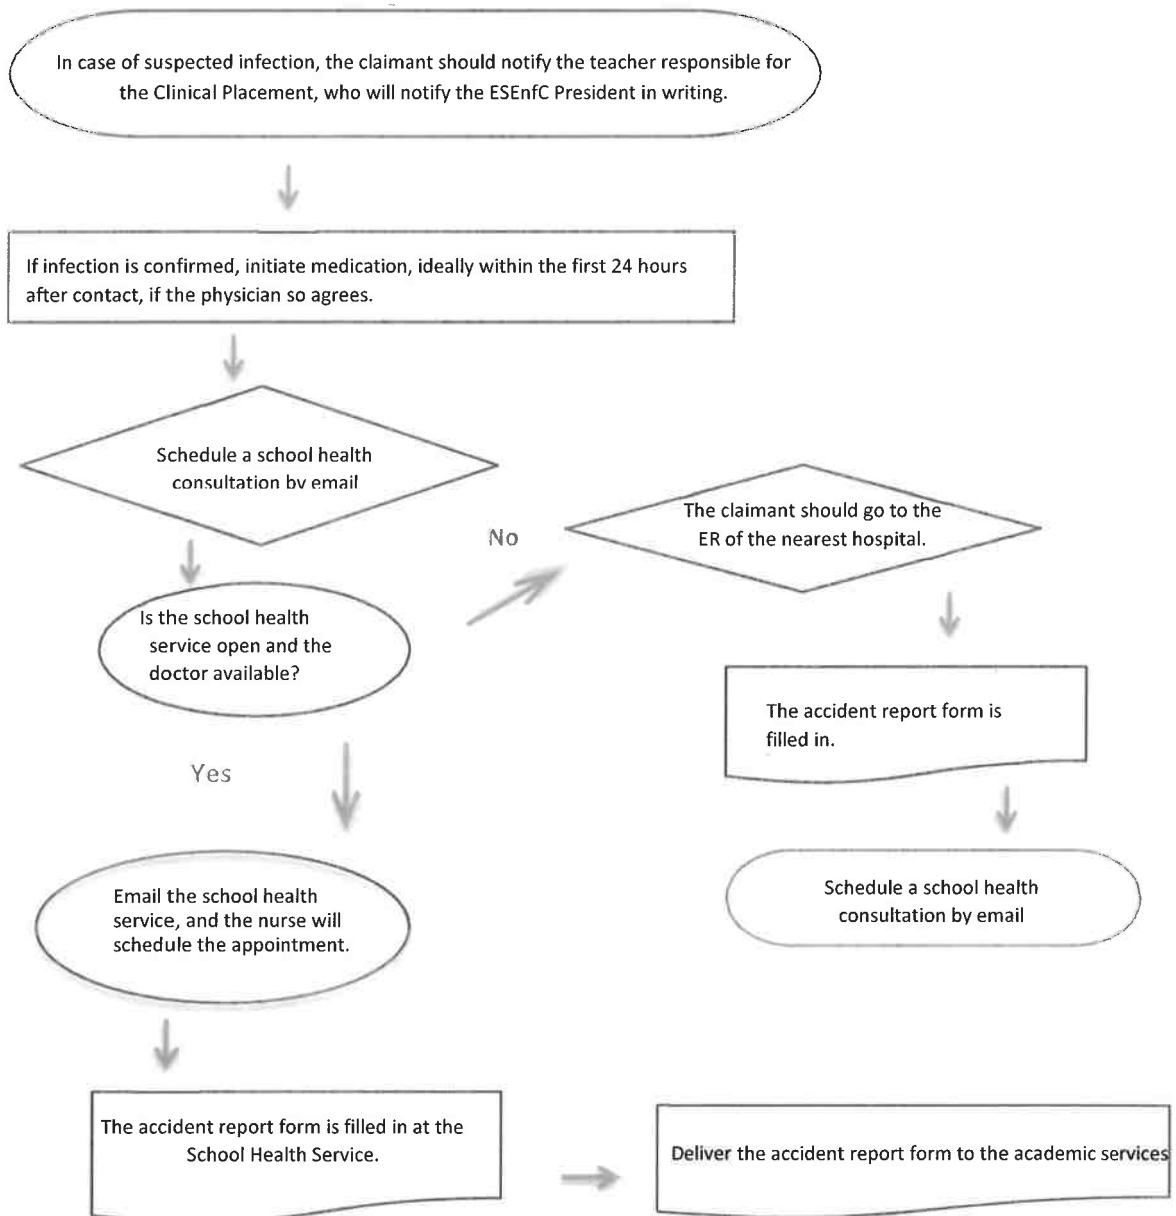 In case of suspected infection, the claimant should notify the teacher responsible for
the Clinical Placement, who will notify the ESEnfC President in writing.
If infection is confirmed, initiate medication, ideally within the first 24 hours
after contact, if the physician so agrees.
Schedule a school health
consultation by email
No
The claimant should go to the
ER of the nearest hospital.
Is the school health
service open and the
doctor available?
The accident report form is
filled in.
Yes
Schedule a school health
consultation by email
Email the school health
service, and the nurse will
schedule the appointment.
The accident report form is filled in at the
School Health Service.
Deliver the accident report form to the academic services